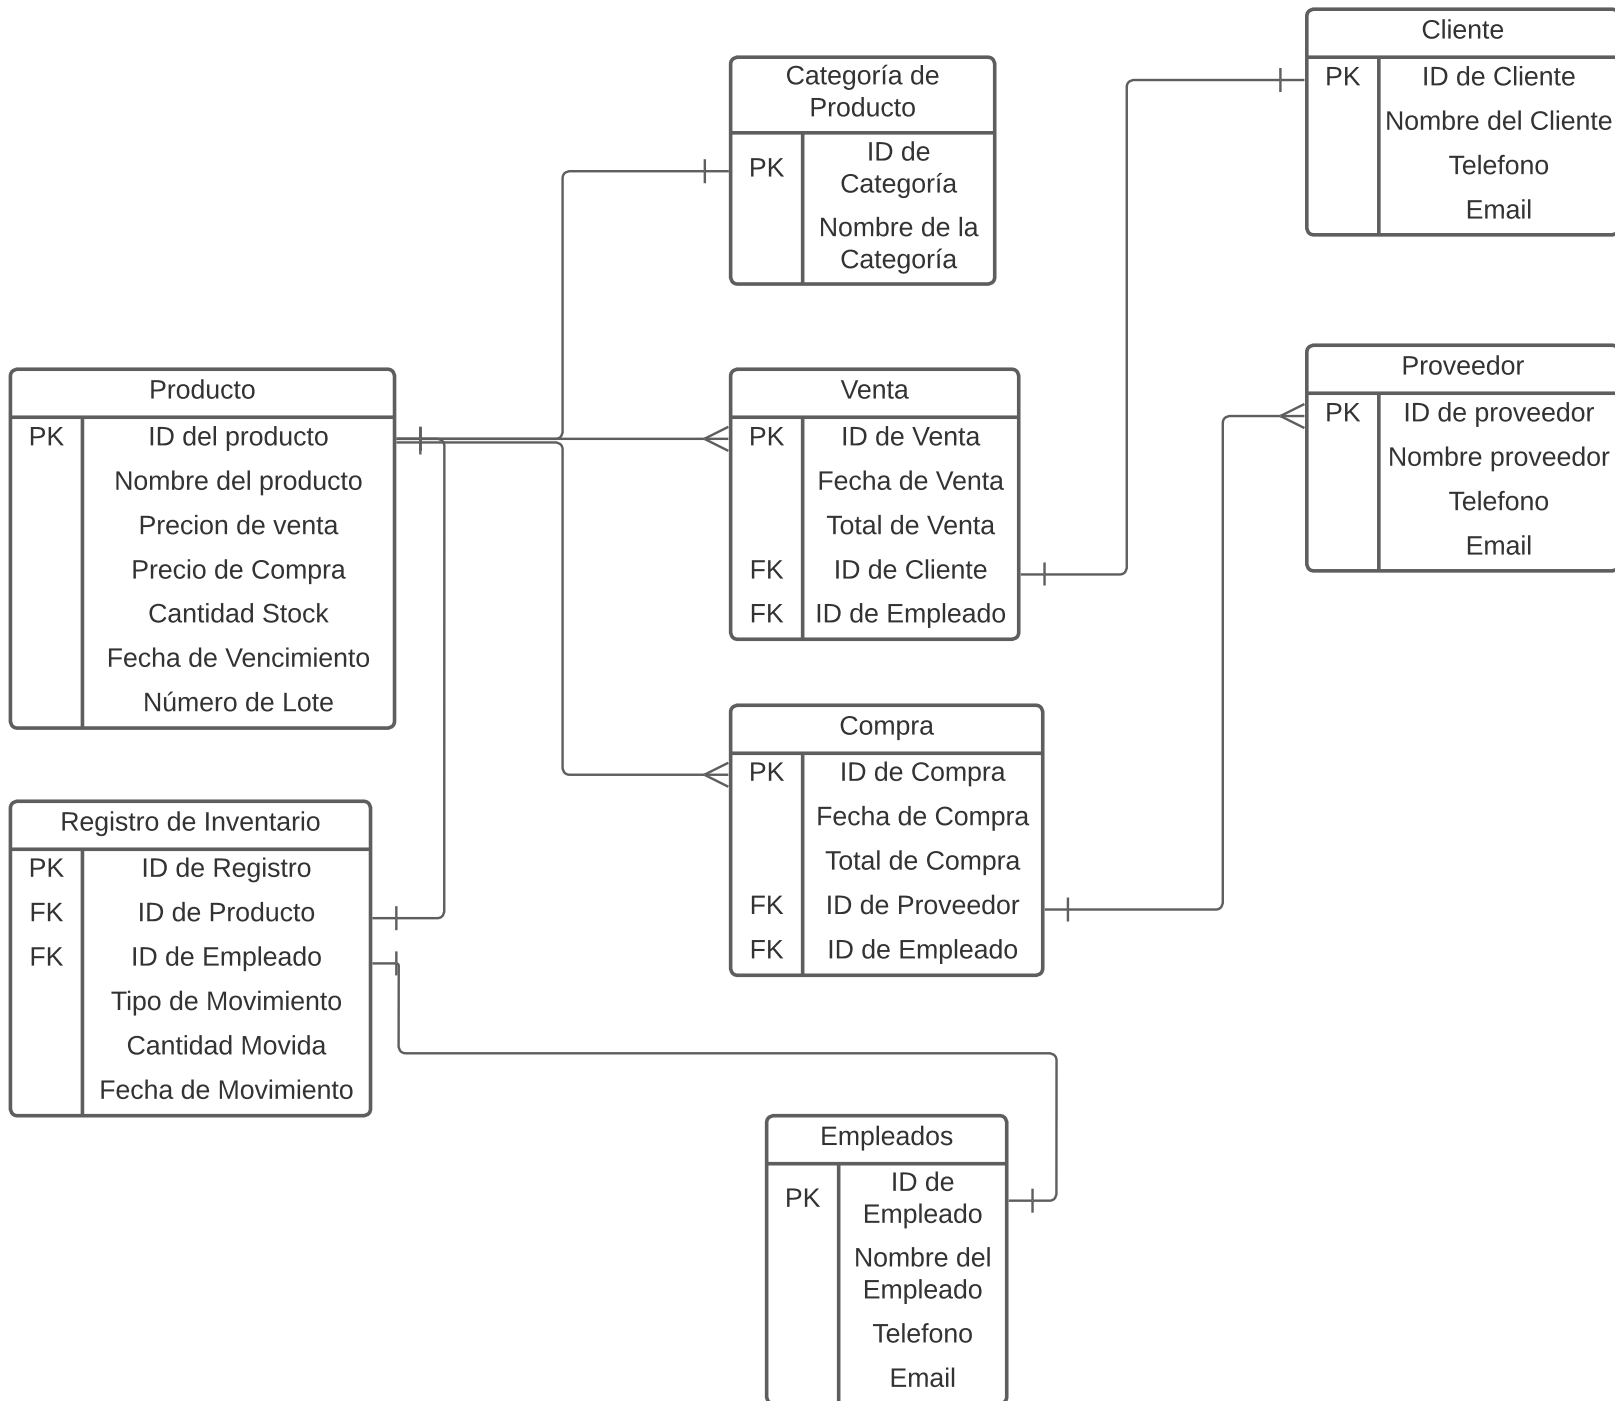 Cliente
PK ID de Cliente
Nombre del Cliente
Telefono
Email
Categoría de
Producto
PK ID de
Categoría
Nombre de la
Categoría
Producto
PK ID del producto
Nombre del producto
Precion de venta
Precio de Compra
Cantidad Stock
Fecha de Vencimiento
Número de Lote
Venta
PK ID de Venta
Fecha de Venta
Total de Venta
FK ID de Cliente
FK ID de Empleado
Proveedor
PK ID de proveedor
Nombre proveedor
Telefono
Email
Compra
PK ID de Compra
Fecha de Compra
Total de Compra
FK ID de Proveedor
FK ID de Empleado
Registro de Inventario
PK ID de Registro
FK ID de Producto
FK ID de Empleado
Tipo de Movimiento
Cantidad Movida
Fecha de Movimiento
Empleados
PK ID de
Empleado
Nombre del
Empleado
Telefono
Email